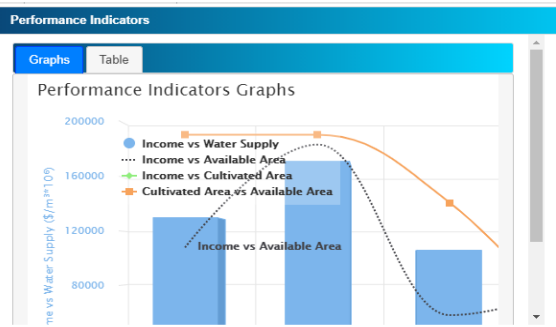 Performance Indicators
Graphs
Table
Performance Indicators Graphs
200000
160000
120000
80000
vs Water Supply ($/m³*10⁶)
Income vs Water Supply
Income vs Available Area
Income vs Cultivated Area
Cultivated Area vs Available Area
Income vs Available Area